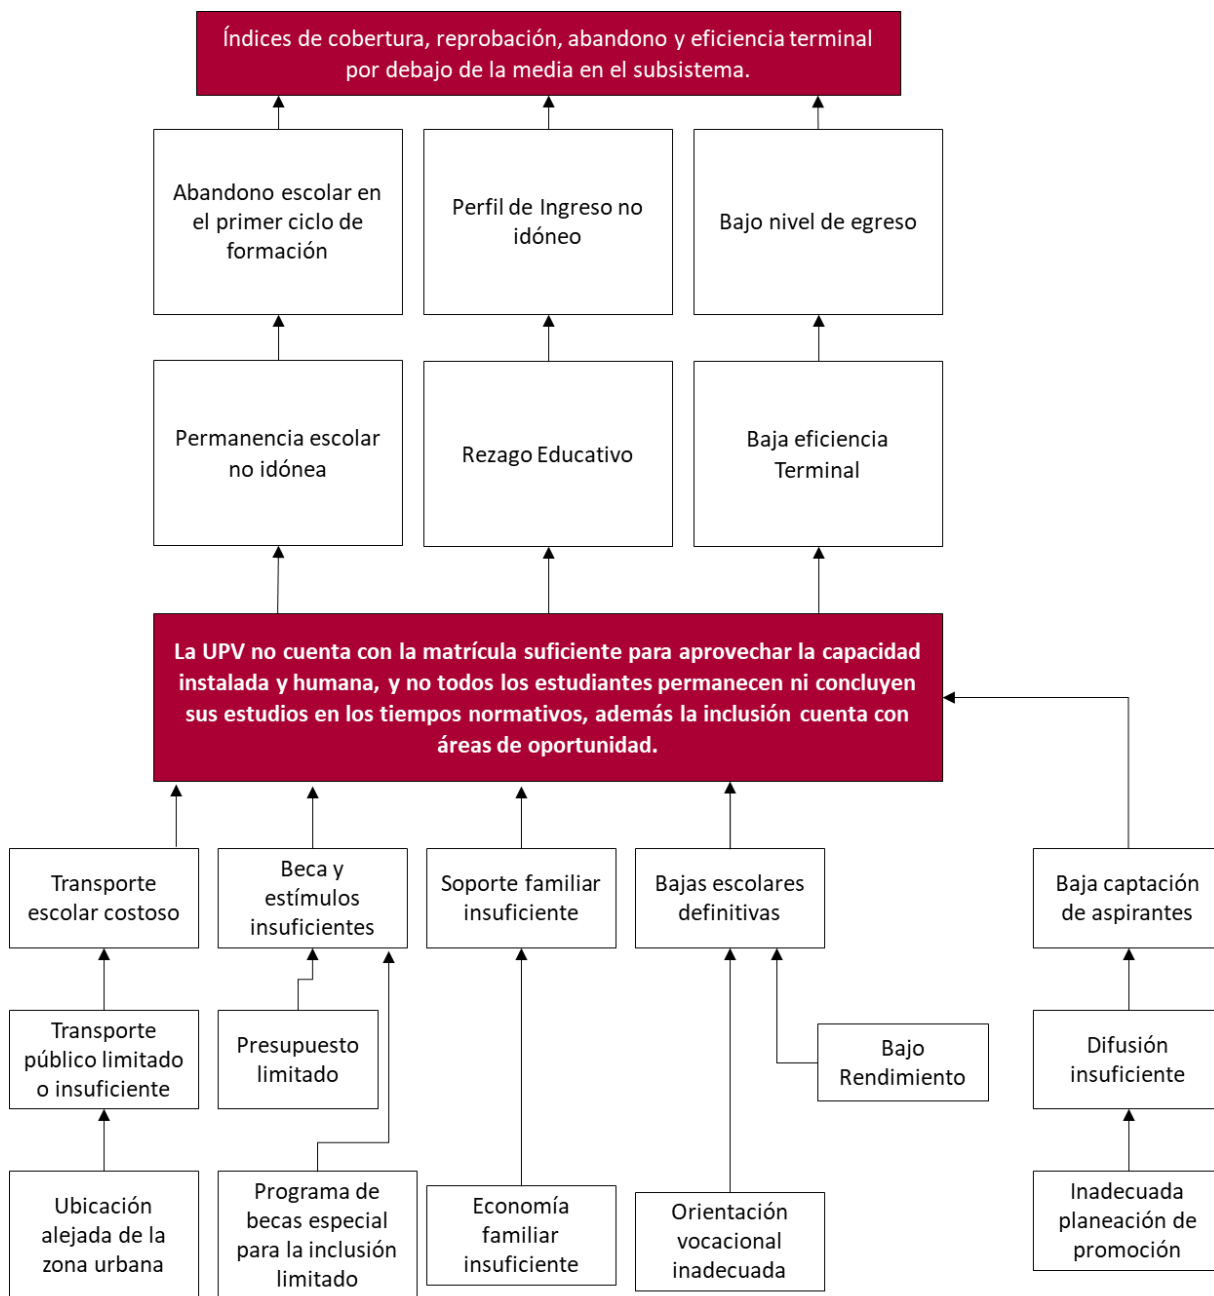 Índices de cobertura, reprobación, abandono y eficiencia terminal
por debajo de la media en el subsistema.
Abandono escolar en
el primer ciclo de
formación
Perfil de Ingreso no
idóneo
Bajo nivel de egreso
Permanencia escolar
no idónea
Rezago Educativo
Baja eficiencia
Terminal
La UPV no cuenta con la matrícula suficiente para aprovechar la capacidad
instalada y humana, y no todos los estudiantes permanecen ni concluyen
sus estudios en los tiempos normativos, además la inclusión cuenta con
áreas de oportunidad.
Transporte
escolar costoso
Beca y
estímulos
insuficientes
Soporte familiar
insuficiente
Bajas escolares
definitivas
Baja captación
de aspirantes
Transporte
público limitado
o insuficiente
Presupuesto
limitado
Bajo
Rendimiento
Difusión
insuficiente
Ubicación
alejada de la
zona urbana
Programa de
becas especial
para la inclusión
limitado
Economía
familiar
insuficiente
Orientación
vocacional
inadecuada
Inadecuada
planeación de
promoción